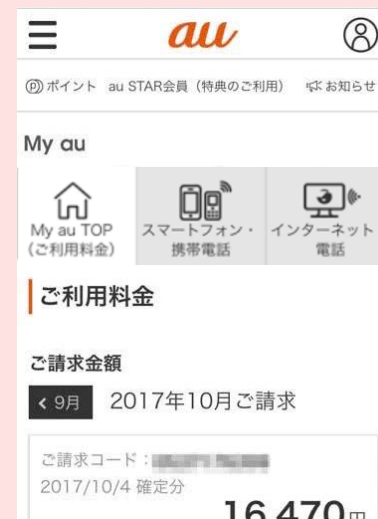 au
ポイント au STAR会員（特典のご利用） お知らせ
My au
My au TOP
（ご利用料金）
スマートフォン・
携帯電話
インターネット
電話
ご利用料金
ご請求金額
< 9月 2017年10月ご請求
ご請求コード：
2017/10/4 確定分
16,470円